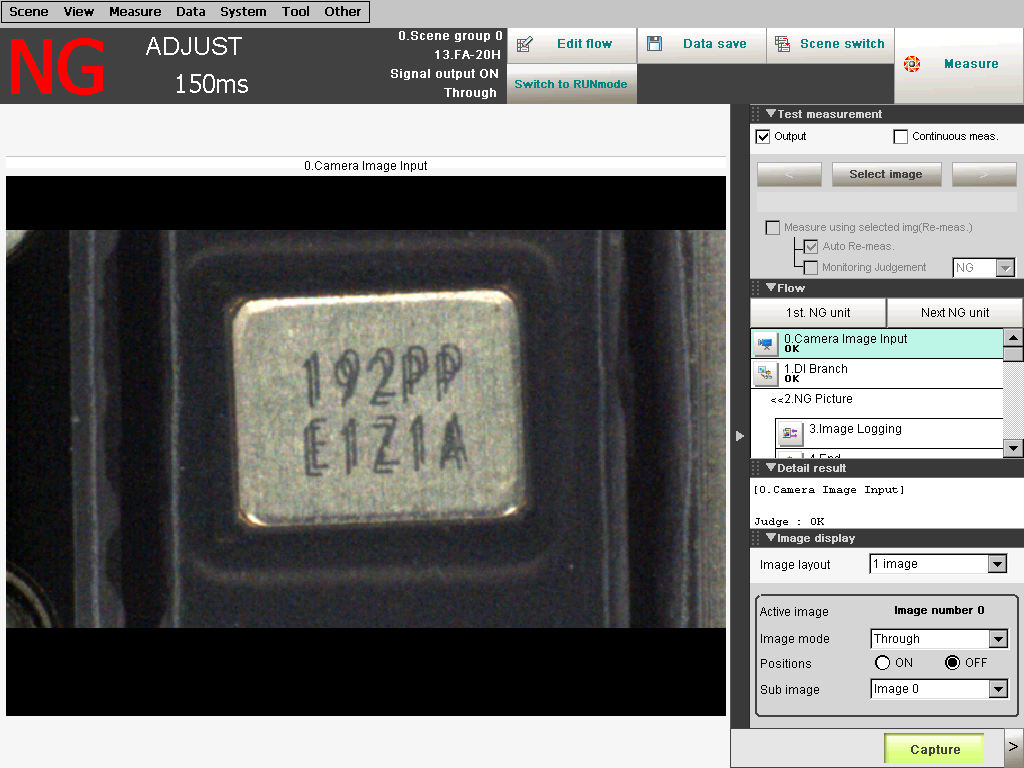 Scene View Measure Data System Tool Other
NG
ADJUST
150ms
0.Scene group 0
13.FA-20H
Signal output ON
Through
Edit flow
Data save
Scene switch
Switch to RUNmode
Measure
0.Camera Image Input
192PP
E1Z1A
Test measurement
Output
Continuous meas.
<
Select image
>
Measure using selected img(Re-meas.)
Auto Re-meas.
Monitoring Judgement
NG
Flow
1st. NG unit
Next NG unit
0.Camera Image Input
OK
1.DI Branch
OK
<<2.NG Picture
3.Image Logging
4.End
Detail result
[0.Camera Image Input]
Judge : OK
Image display
Image layout
1 image
Active image
Image number 0
Image mode
Through
Positions
ON
OFF
Sub image
Image 0
Capture
>